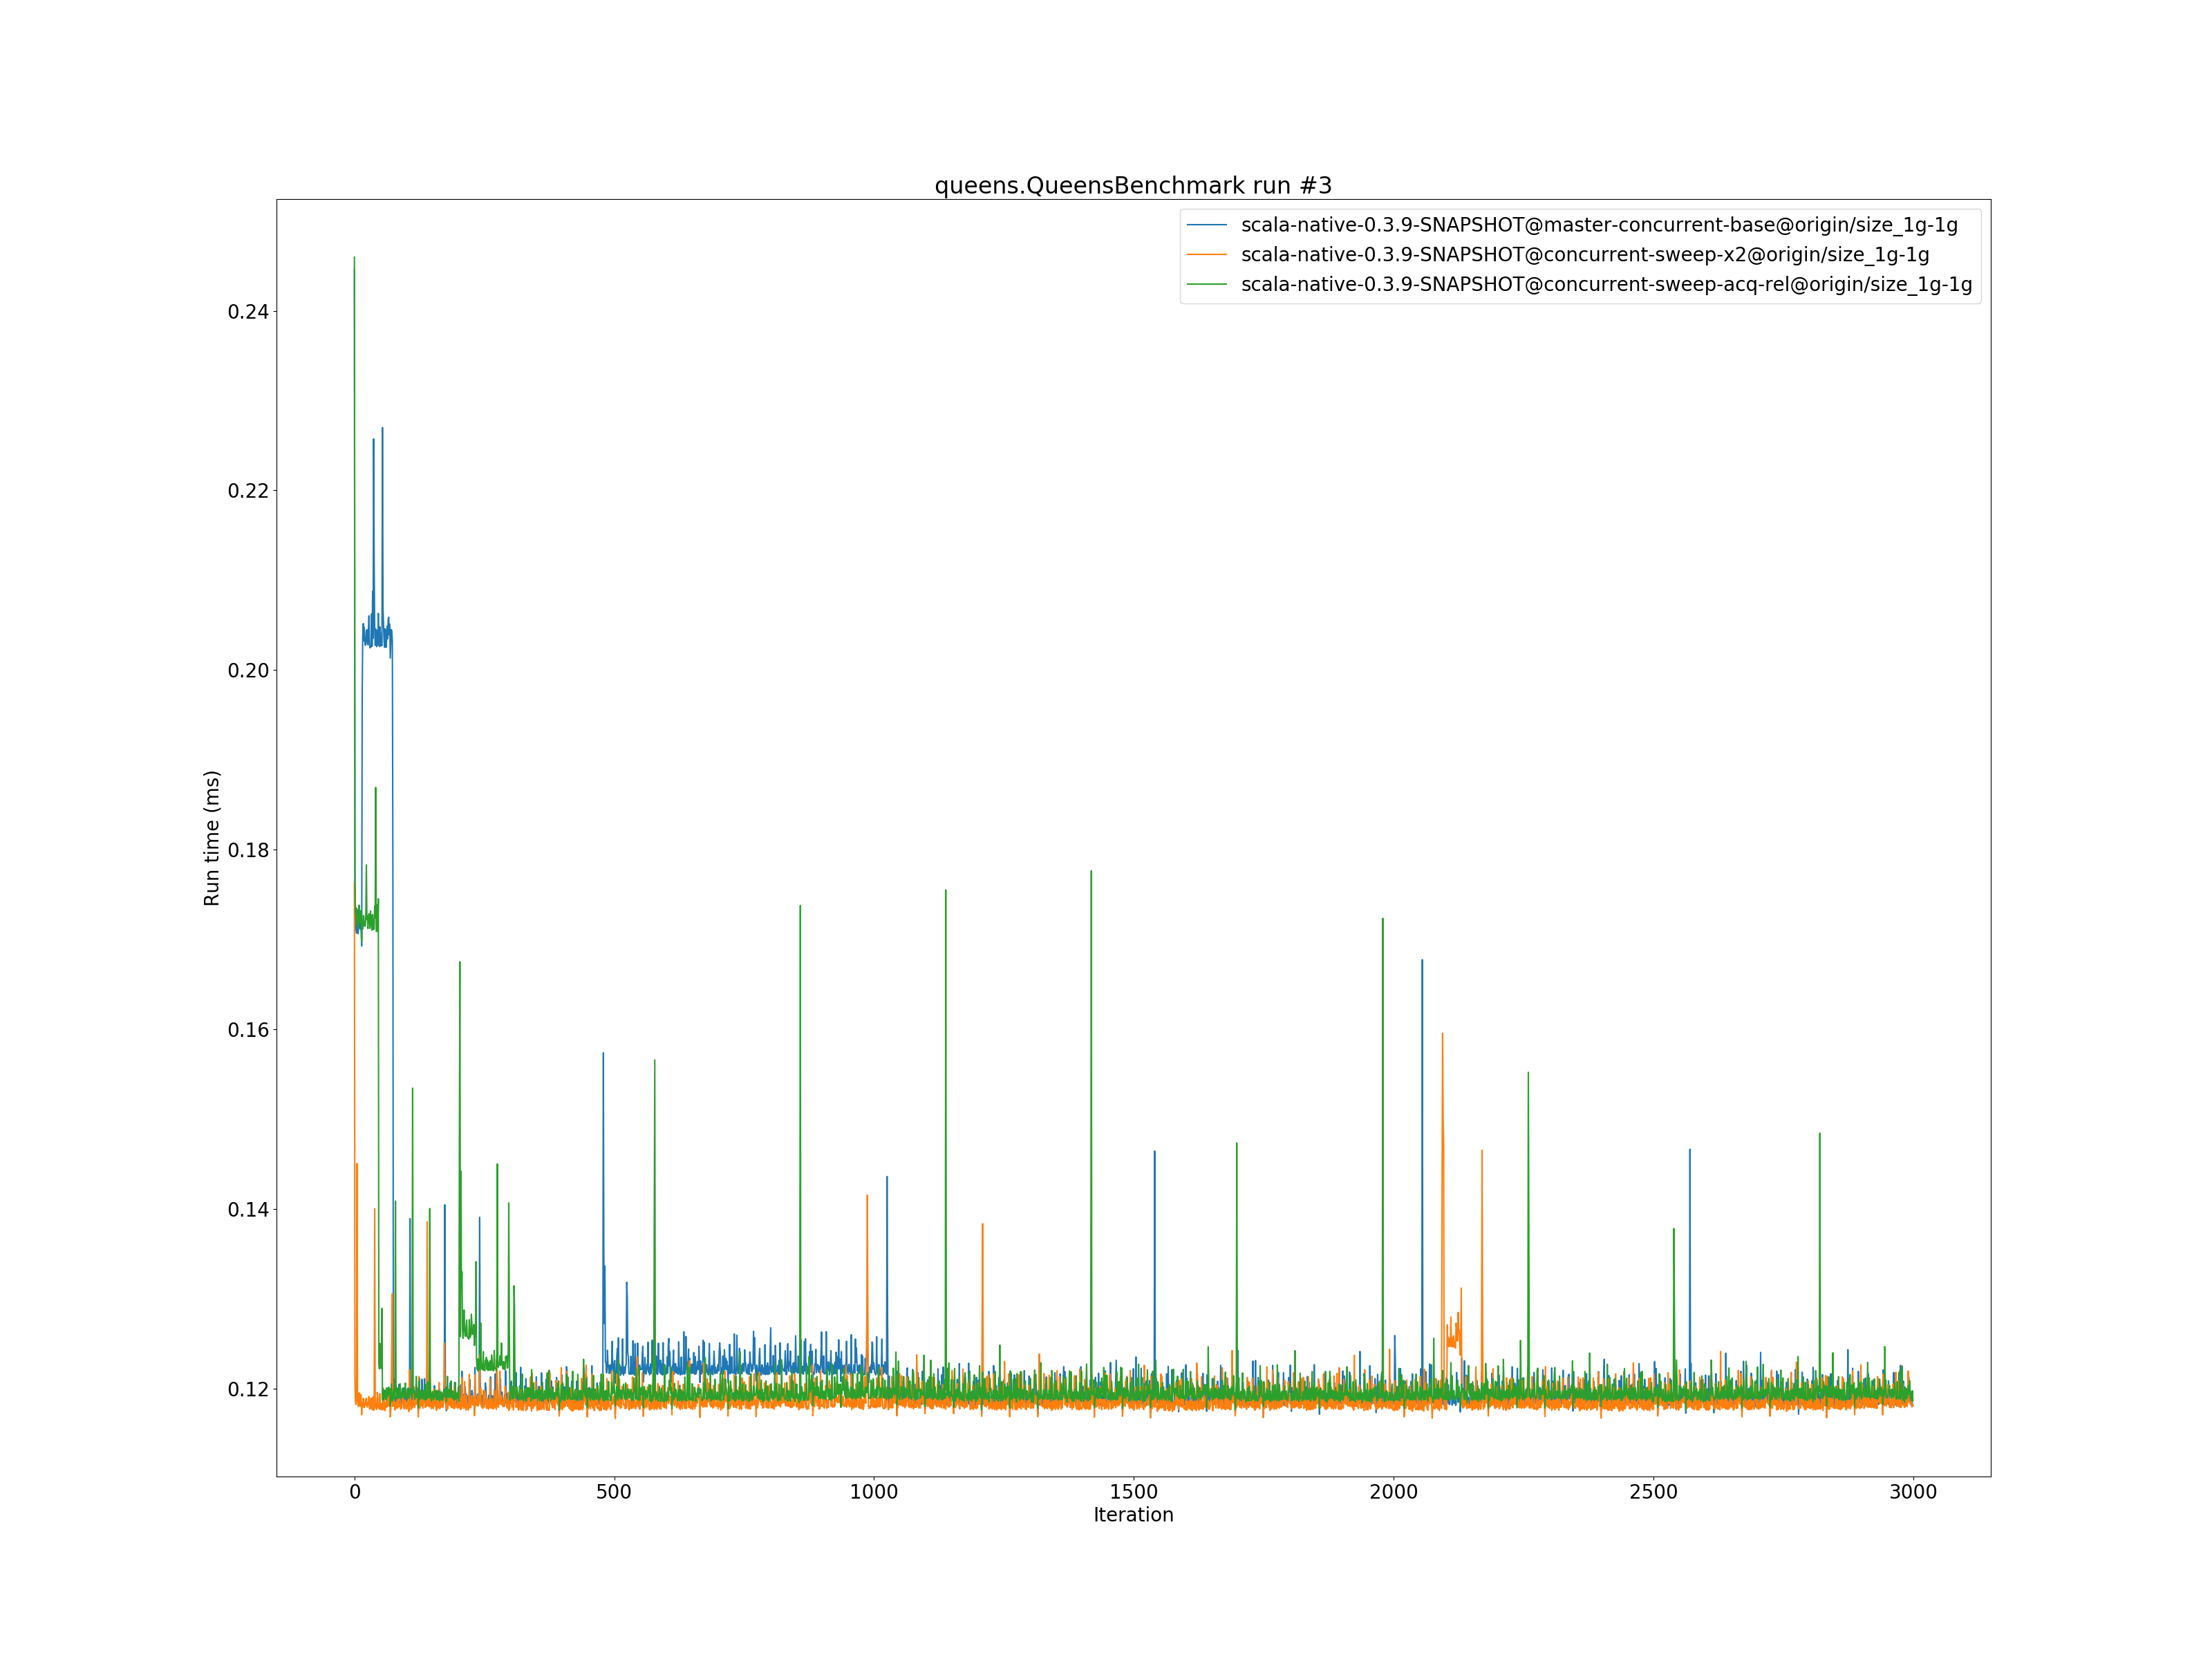 queens.QueensBenchmark run #3
scala-native-0.3.9-SNAPSHOT@master-concurrent-base@origin/size_1g-1g
scala-native-0.3.9-SNAPSHOT@concurrent-sweep-x2@origin/size_1g-1g
scala-native-0.3.9-SNAPSHOT@concurrent-sweep-acq-rel@origin/size_1g-1g
0.24
0.22
0.20
0.18
0.16
0.14
0.12
Run time (ms)
0 500 1000 1500 2000 2500 3000
Iteration